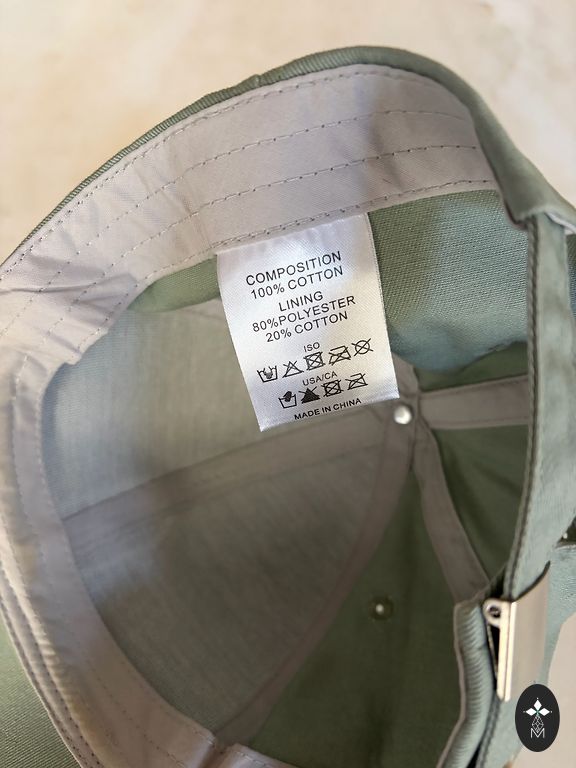 COMPOSITION
100% COTTON
LINING
80%POLYESTER
20% COTTON
ISO
USA/CA
MADE IN CHINA
M